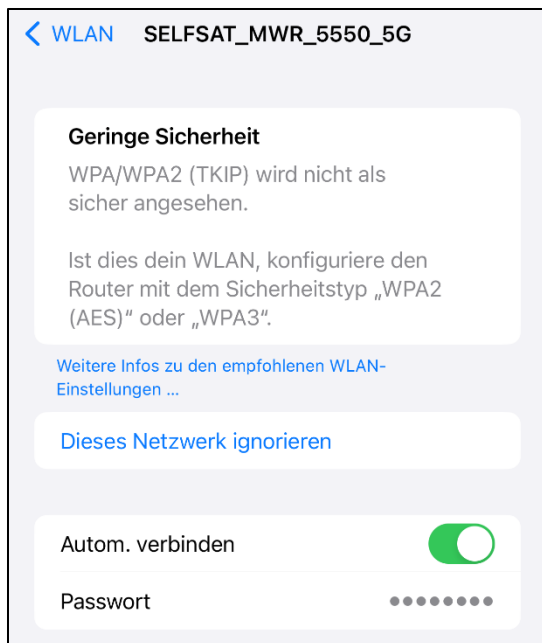 WLAN SELFSAT_MWR_5550_5G
Geringe Sicherheit
WPA/WPA2 (TKIP) wird nicht als
sicher angesehen.
Ist dies dein WLAN, konfiguriere den
Router mit dem Sicherheitstyp „WPA2
(AES)“ oder „WPA3“.
Weitere Infos zu den empfohlenen WLAN-
Einstellungen ...
Dieses Netzwerk ignorieren
Autom. verbinden
Passwort ●●●●●●●●